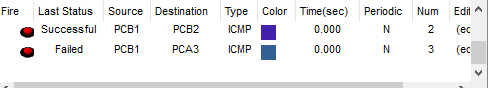 Fire Last Status Source Destination Type Color Time(sec) Periodic Num Edit
Successful PCB1 PCB2 ICMP 0.000 N 2 (ed
Failed PCB1 PCA3 ICMP 0.000 N 3 (ed